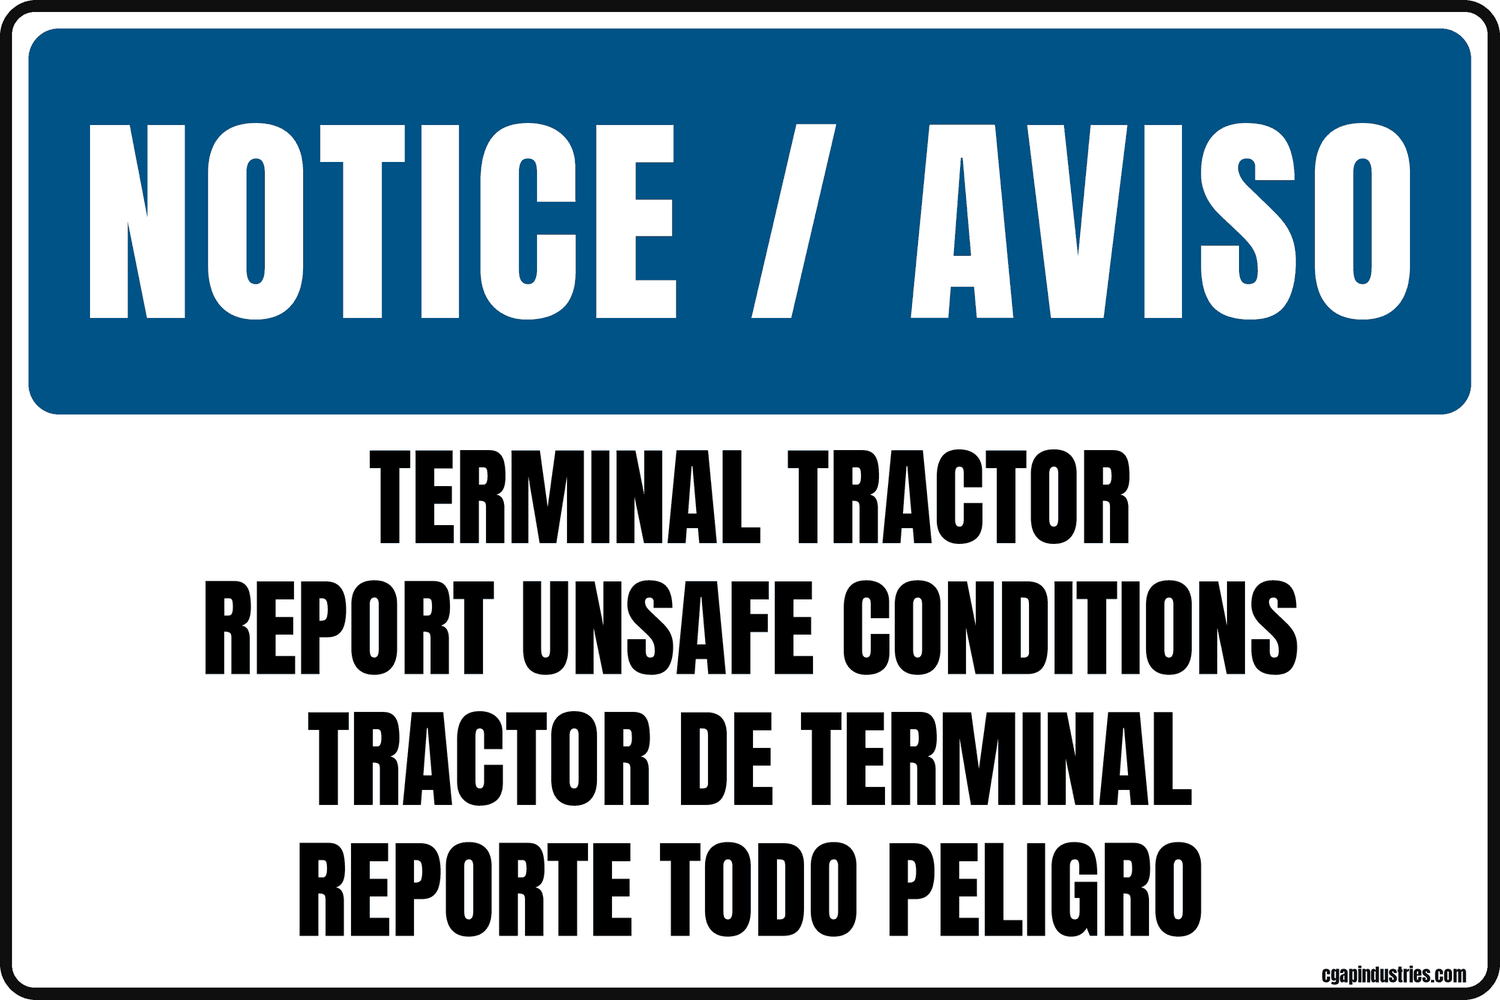 NOTICE / AVISO
TERMINAL TRACTOR
REPORT UNSAFE CONDITIONS
TRACTOR DE TERMINAL
REPORTE TODO PELIGRO
cgapindustries.com